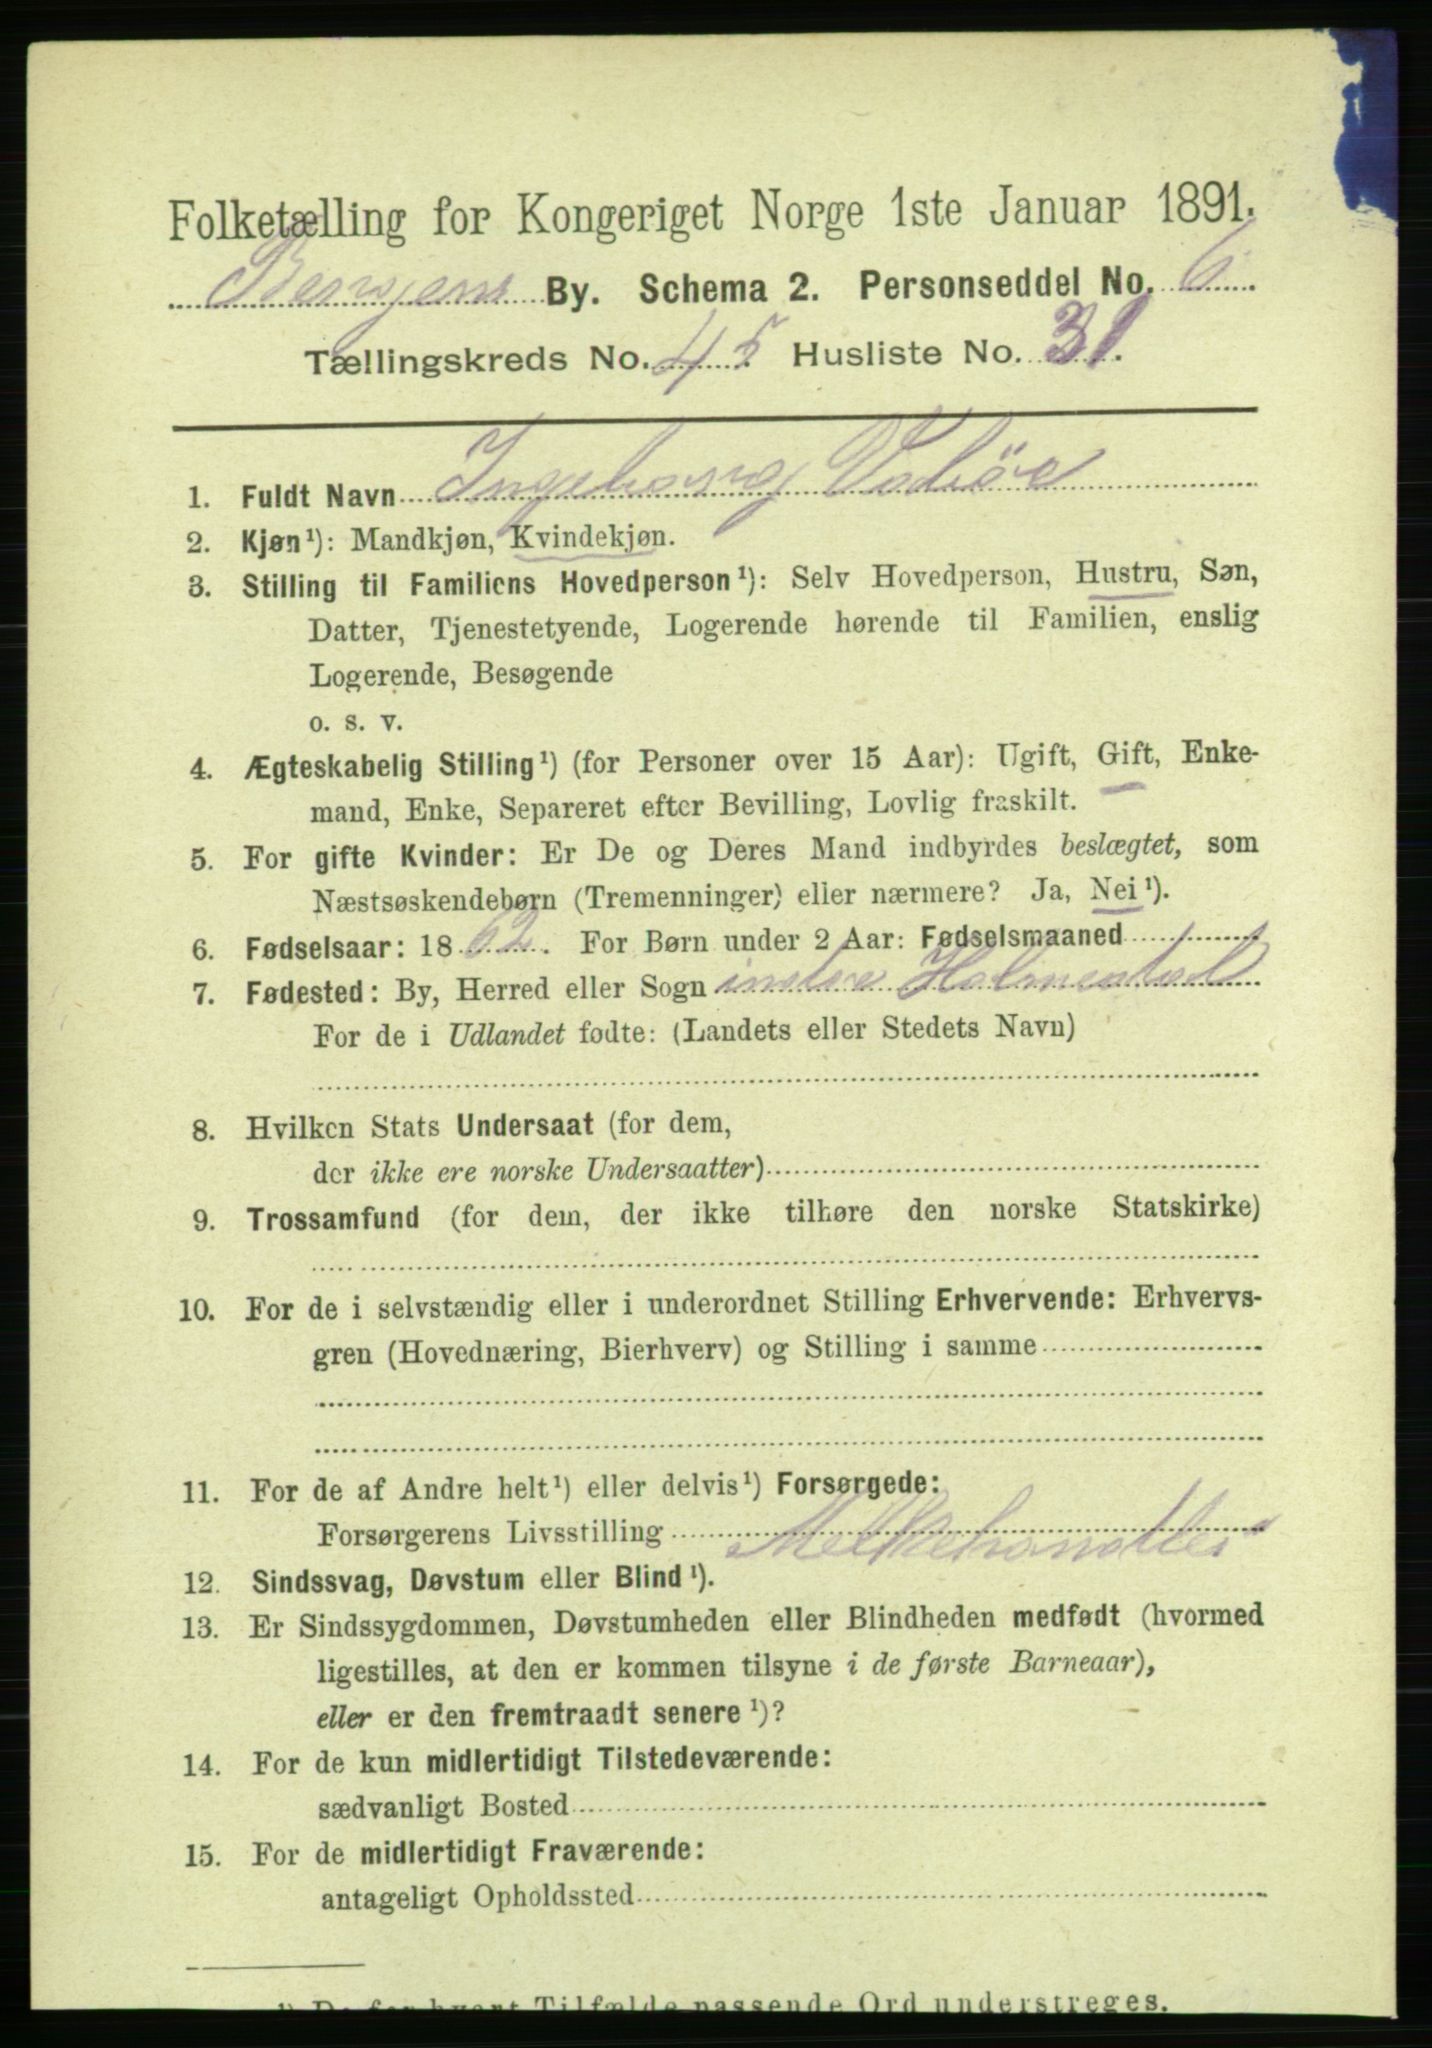 Folketælling for Kongeriget Norge 1ste Januar 1891.
Bergens By. Schema 2. Personseddel No. 6
Tællingskreds No. 45 Husliste No. 31.
1. Fuldt Navn Ingeborg
2. Kjøn¹): Mandkjøn, Kvindekjøn.
3. Stilling til Familiens Hovedperson¹): Selv Hovedperson, Hustru, Søn,
Datter, Tjenestetyende, Logerende hørende til Familien, enslig
Logerende, Besøgende
o. s. v.
4. Ægteskabelig Stilling¹) (for Personer over 15 Aar): Ugift, Gift, Enke-
mand, Enke, Separeret efter Bevilling, Lovlig fraskilt.
5. For gifte Kvinder: Er De og Deres Mand indbyrdes beslægtet, som
Næstsøskendebørn (Tremenninger) eller nærmere? Ja, Nei¹).
6. Fødselsaar: 1862. For Børn under 2 Aar: Fødselsmaaned
7. Fødested: By, Herred eller Sogn indre Holmedal
For de i Udlandet fødte: (Landets eller Stedets Navn)
8. Hvilken Stats Undersaat (for dem,
der ikke ere norske Undersaatter)
9. Trossamfund (for dem, der ikke tilhøre den norske Statskirke)
10. For de i selvstændig eller i underordnet Stilling Erhvervende: Erhvervs-
gren (Hovednæring, Bierhverv) og Stilling i samme
11. For de af Andre helt¹) eller delvis¹) Forsørgede:
Forsørgerens Livsstilling Melkehandler
12. Sindssvag, Døvstum eller Blind¹).
13. Er Sindssygdommen, Døvstumheden eller Blindheden medfødt (hvormed
ligestilles, at den er kommen tilsyne i de første Barneaar),
eller er den fremtraadt senere¹)?
14. For de kun midlertidigt Tilstedeværende:
sædvanligt Bosted
15. For de midlertidigt Fraværende:
antageligt Opholdssted
¹) De for hvert Tilfælde passende Ord understreges.